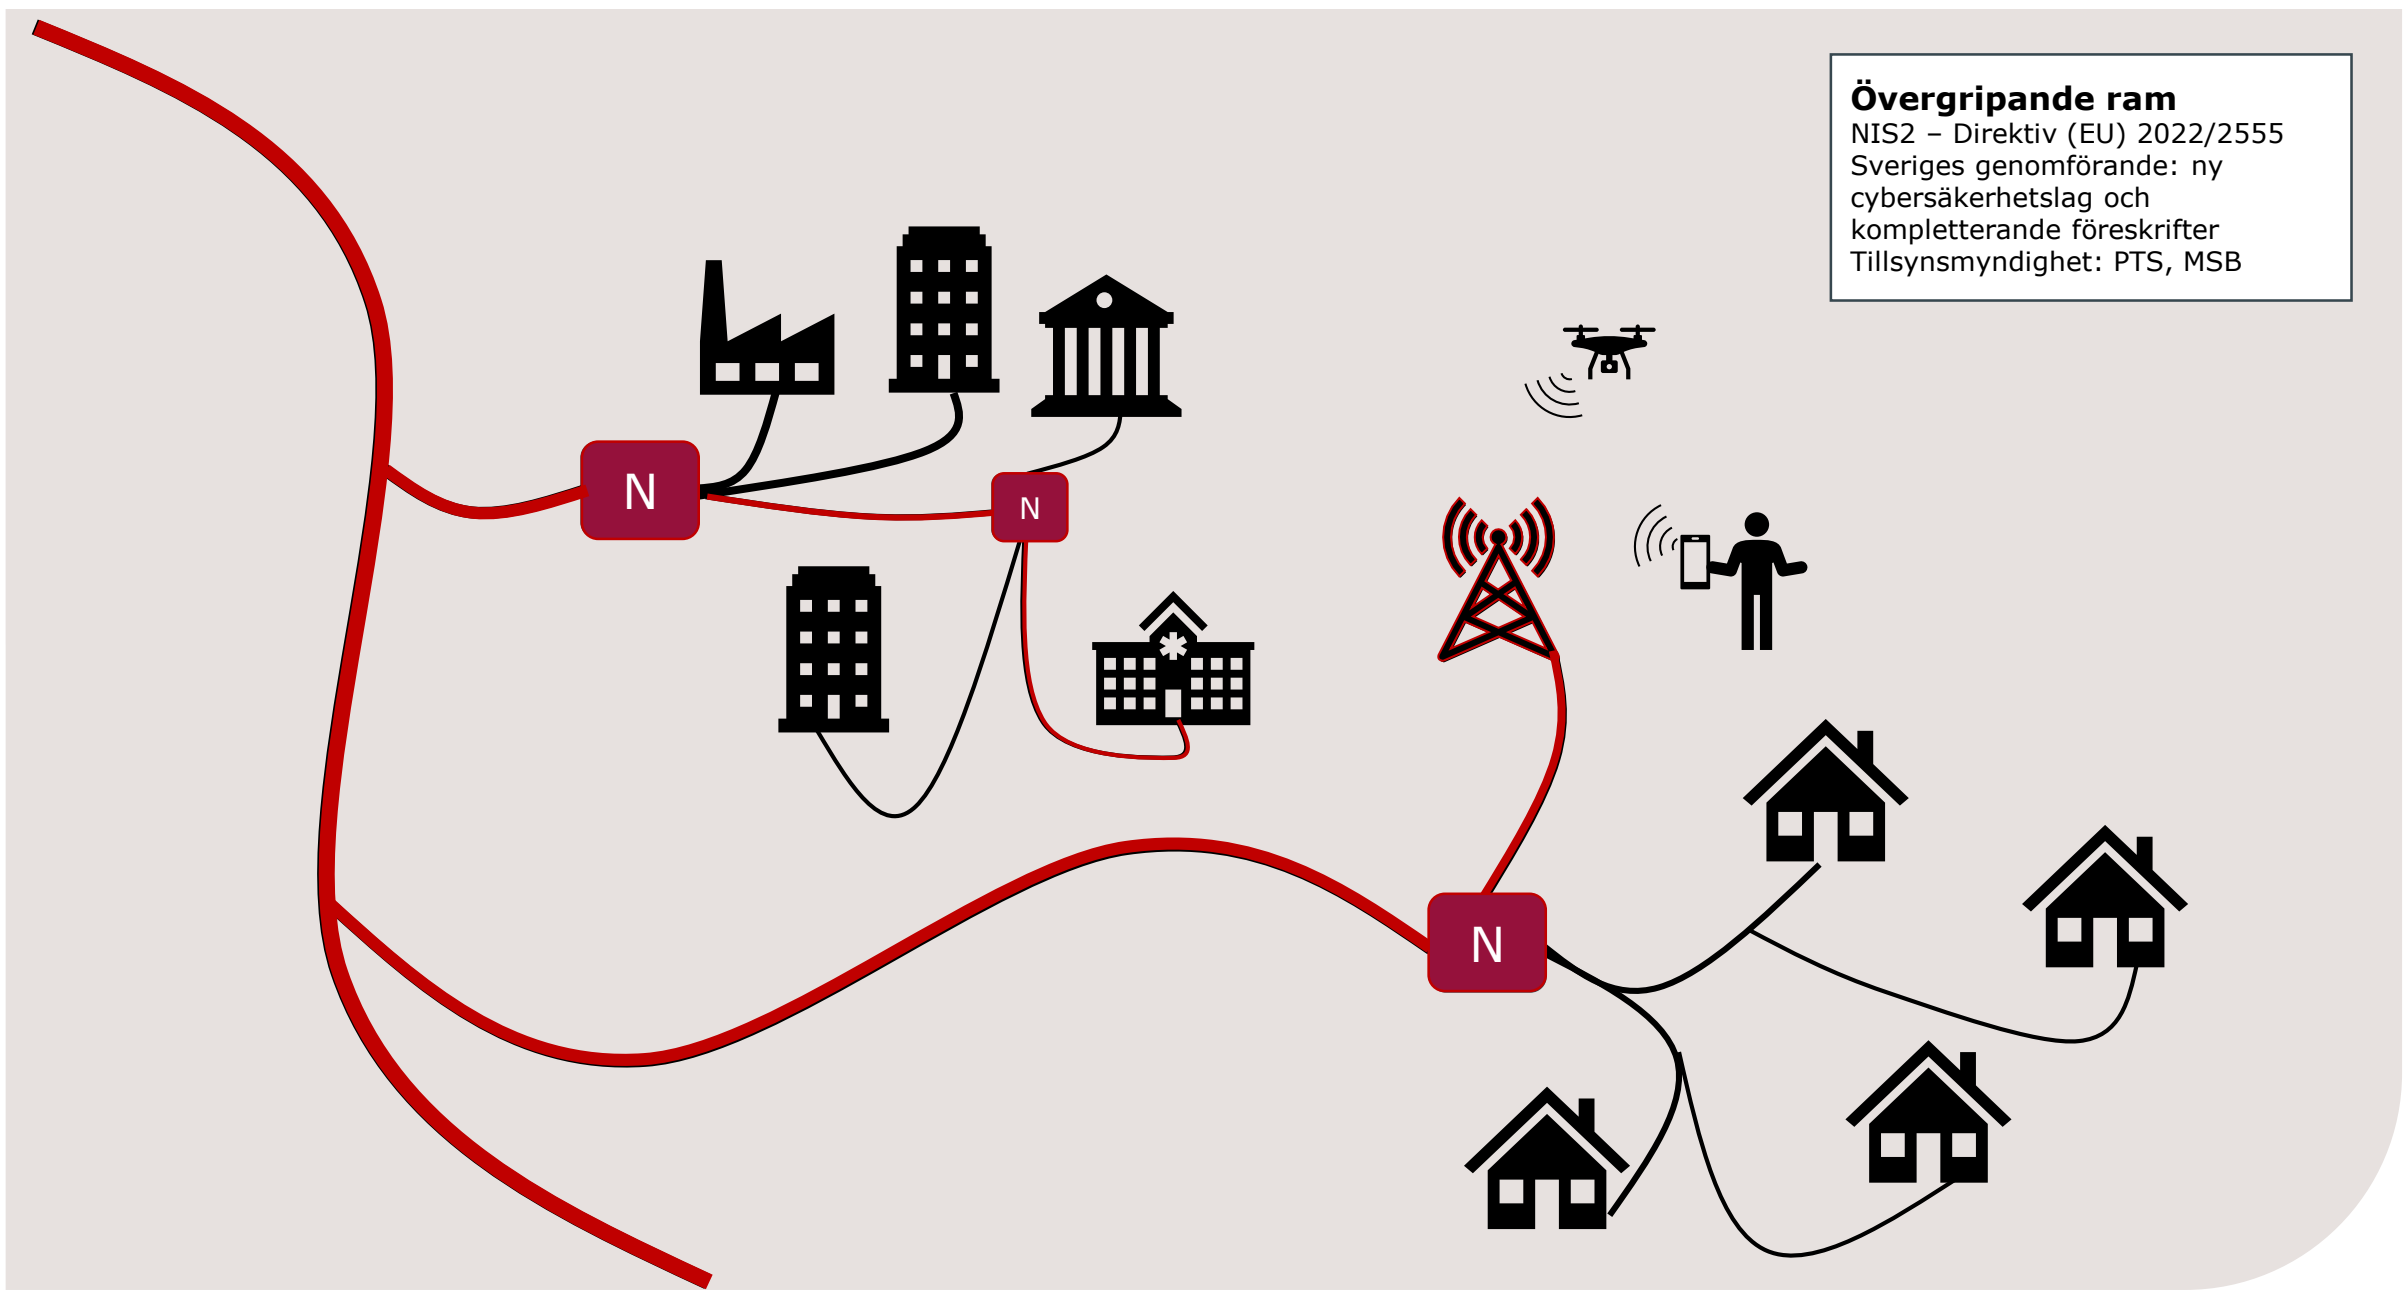 Övergripande ram
NIS2 – Direktiv (EU) 2022/2555
Sveriges genomförande: ny
cybersäkerhetslag och
kompletterande föreskrifter
Tillsynsmyndighet: PTS, MSB
N
N
N